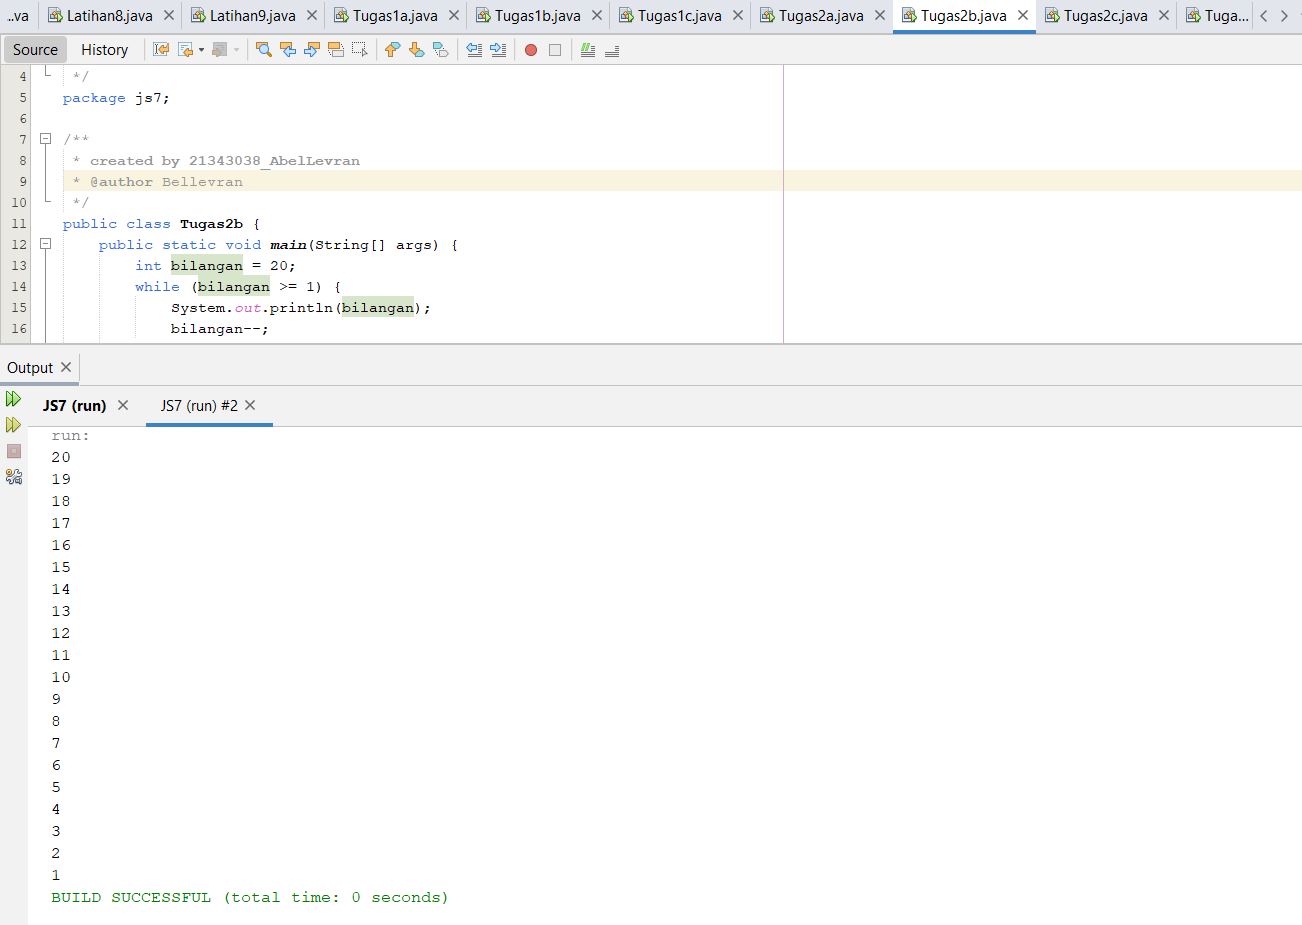 ..va Latihan8.java Latihan9.java Tugas1a.java Tugas1b.java Tugas1c.java Tugas2a.java Tugas2b.java Tugas2c.java Tuga...
Source History
4 */
5 package js7;
6
7 /**
8 * created by 21343038_AbelLevran
9 * @author Bellevran
10 */
11 public class Tugas2b {
12 public static void main(String[] args) {
13 int bilangan = 20;
14 while (bilangan >= 1) {
15 System.out.println(bilangan);
16 bilangan--;
Output
JS7 (run) JS7 (run) #2
run:
20
19
18
17
16
15
14
13
12
11
10
9
8
7
6
5
4
3
2
1
BUILD SUCCESSFUL (total time: 0 seconds)